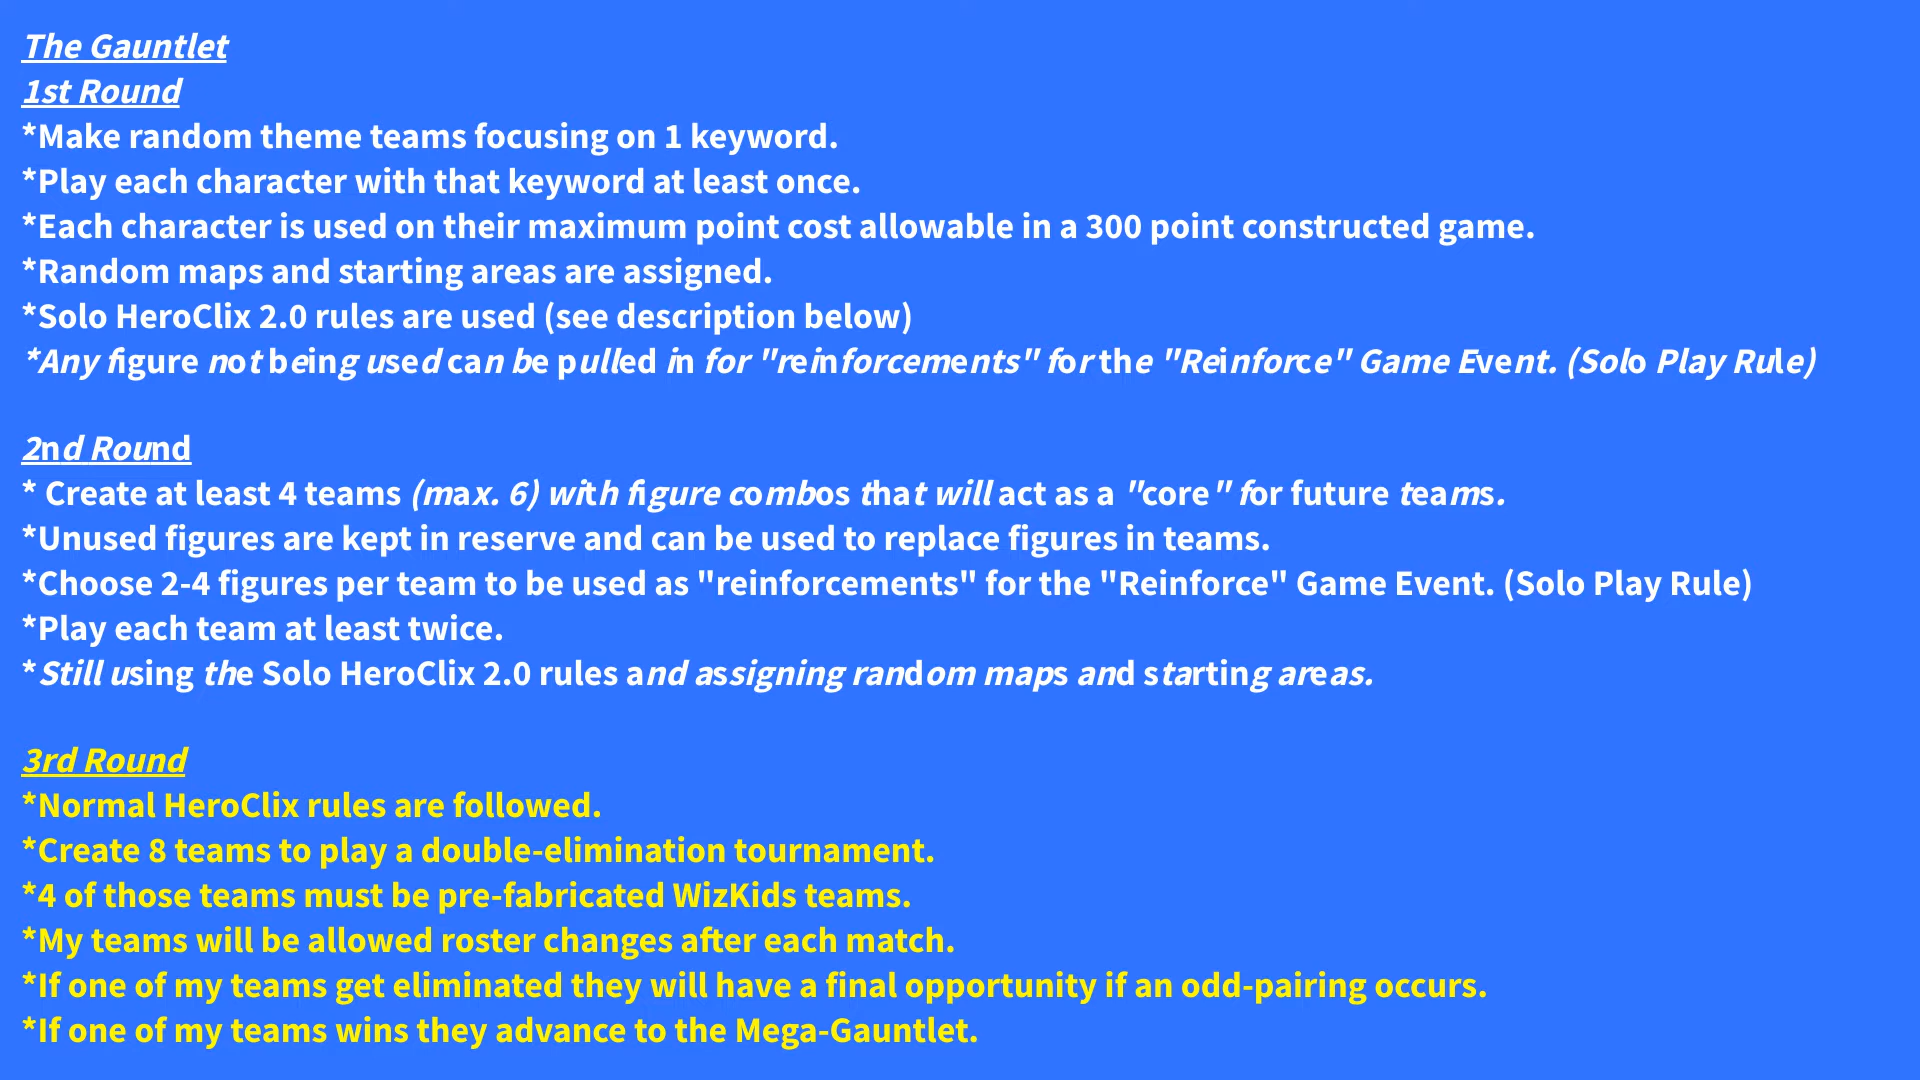 The Gauntlet
1st Round
*Make random theme teams focusing on 1 keyword.
*Play each character with that keyword at least once.
*Each character is used on their maximum point cost allowable in a 300 point constructed game.
*Random maps and starting areas are assigned.
*Solo HeroClix 2.0 rules are used (see description below)
*Any figure not being used can be pulled in for "reinforcements" for the "Reinforce" Game Event. (Solo Play Rule)
2nd Round
* Create at least 4 teams (max. 6) with figure combos that will act as a "core" for future teams.
*Unused figures are kept in reserve and can be used to replace figures in teams.
*Choose 2-4 figures per team to be used as "reinforcements" for the "Reinforce" Game Event. (Solo Play Rule)
*Play each team at least twice.
*Still using the Solo HeroClix 2.0 rules and assigning random maps and starting areas.
3rd Round
*Normal HeroClix rules are followed.
*Create 8 teams to play a double-elimination tournament.
*4 of those teams must be pre-fabricated WizKids teams.
*My teams will be allowed roster changes after each match.
*If one of my teams get eliminated they will have a final opportunity if an odd-pairing occurs.
*If one of my teams wins they advance to the Mega-Gauntlet.